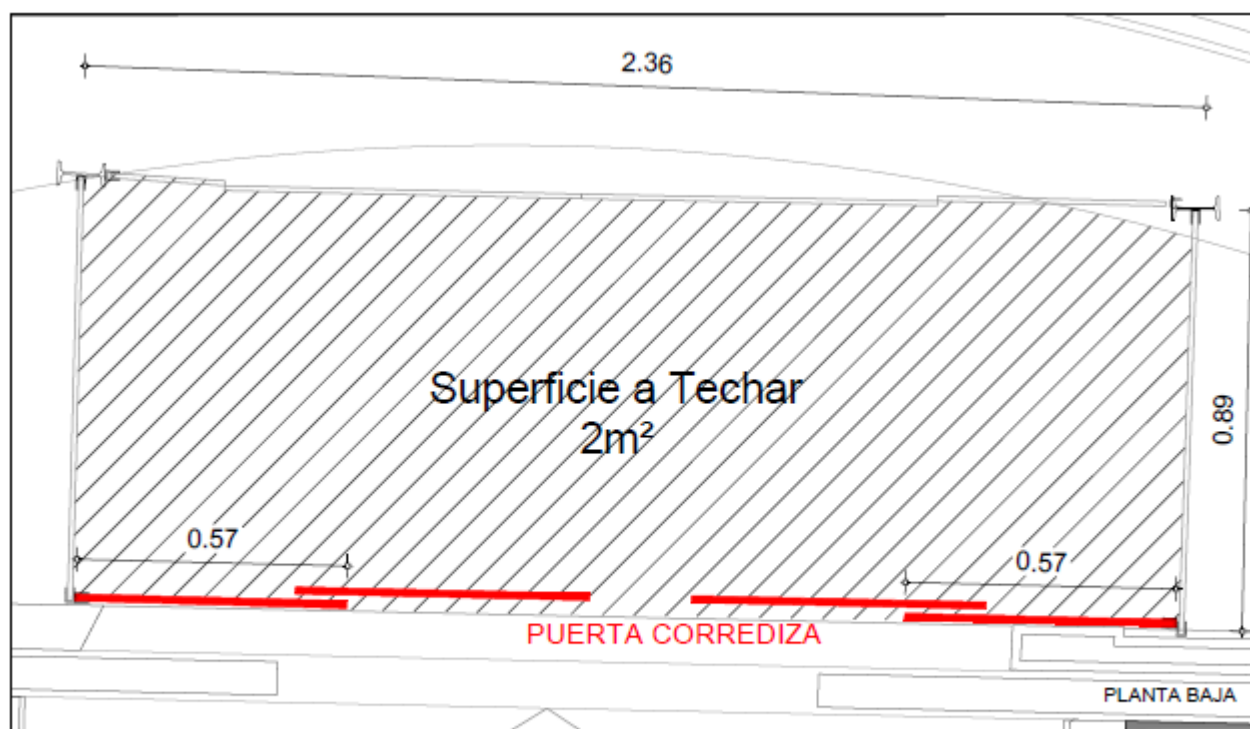 2.36
Superficie a Techar
2m²
0.89
0.57
0.57
PUERTA CORREDIZA
PLANTA BAJA